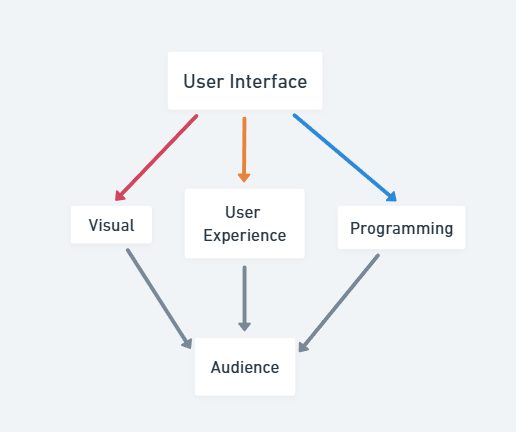 User Interface
Visual
User
Experience
Programming
Audience